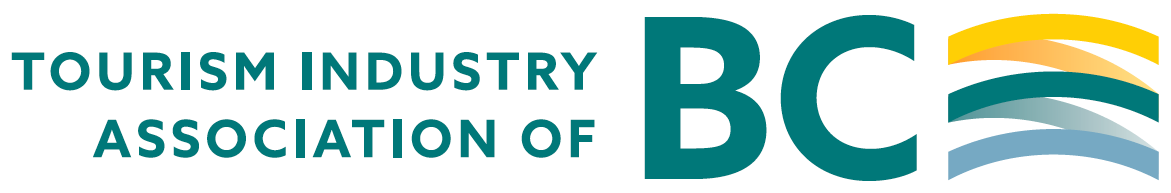 TOURISM INDUSTRY
ASSOCIATION OF
BC